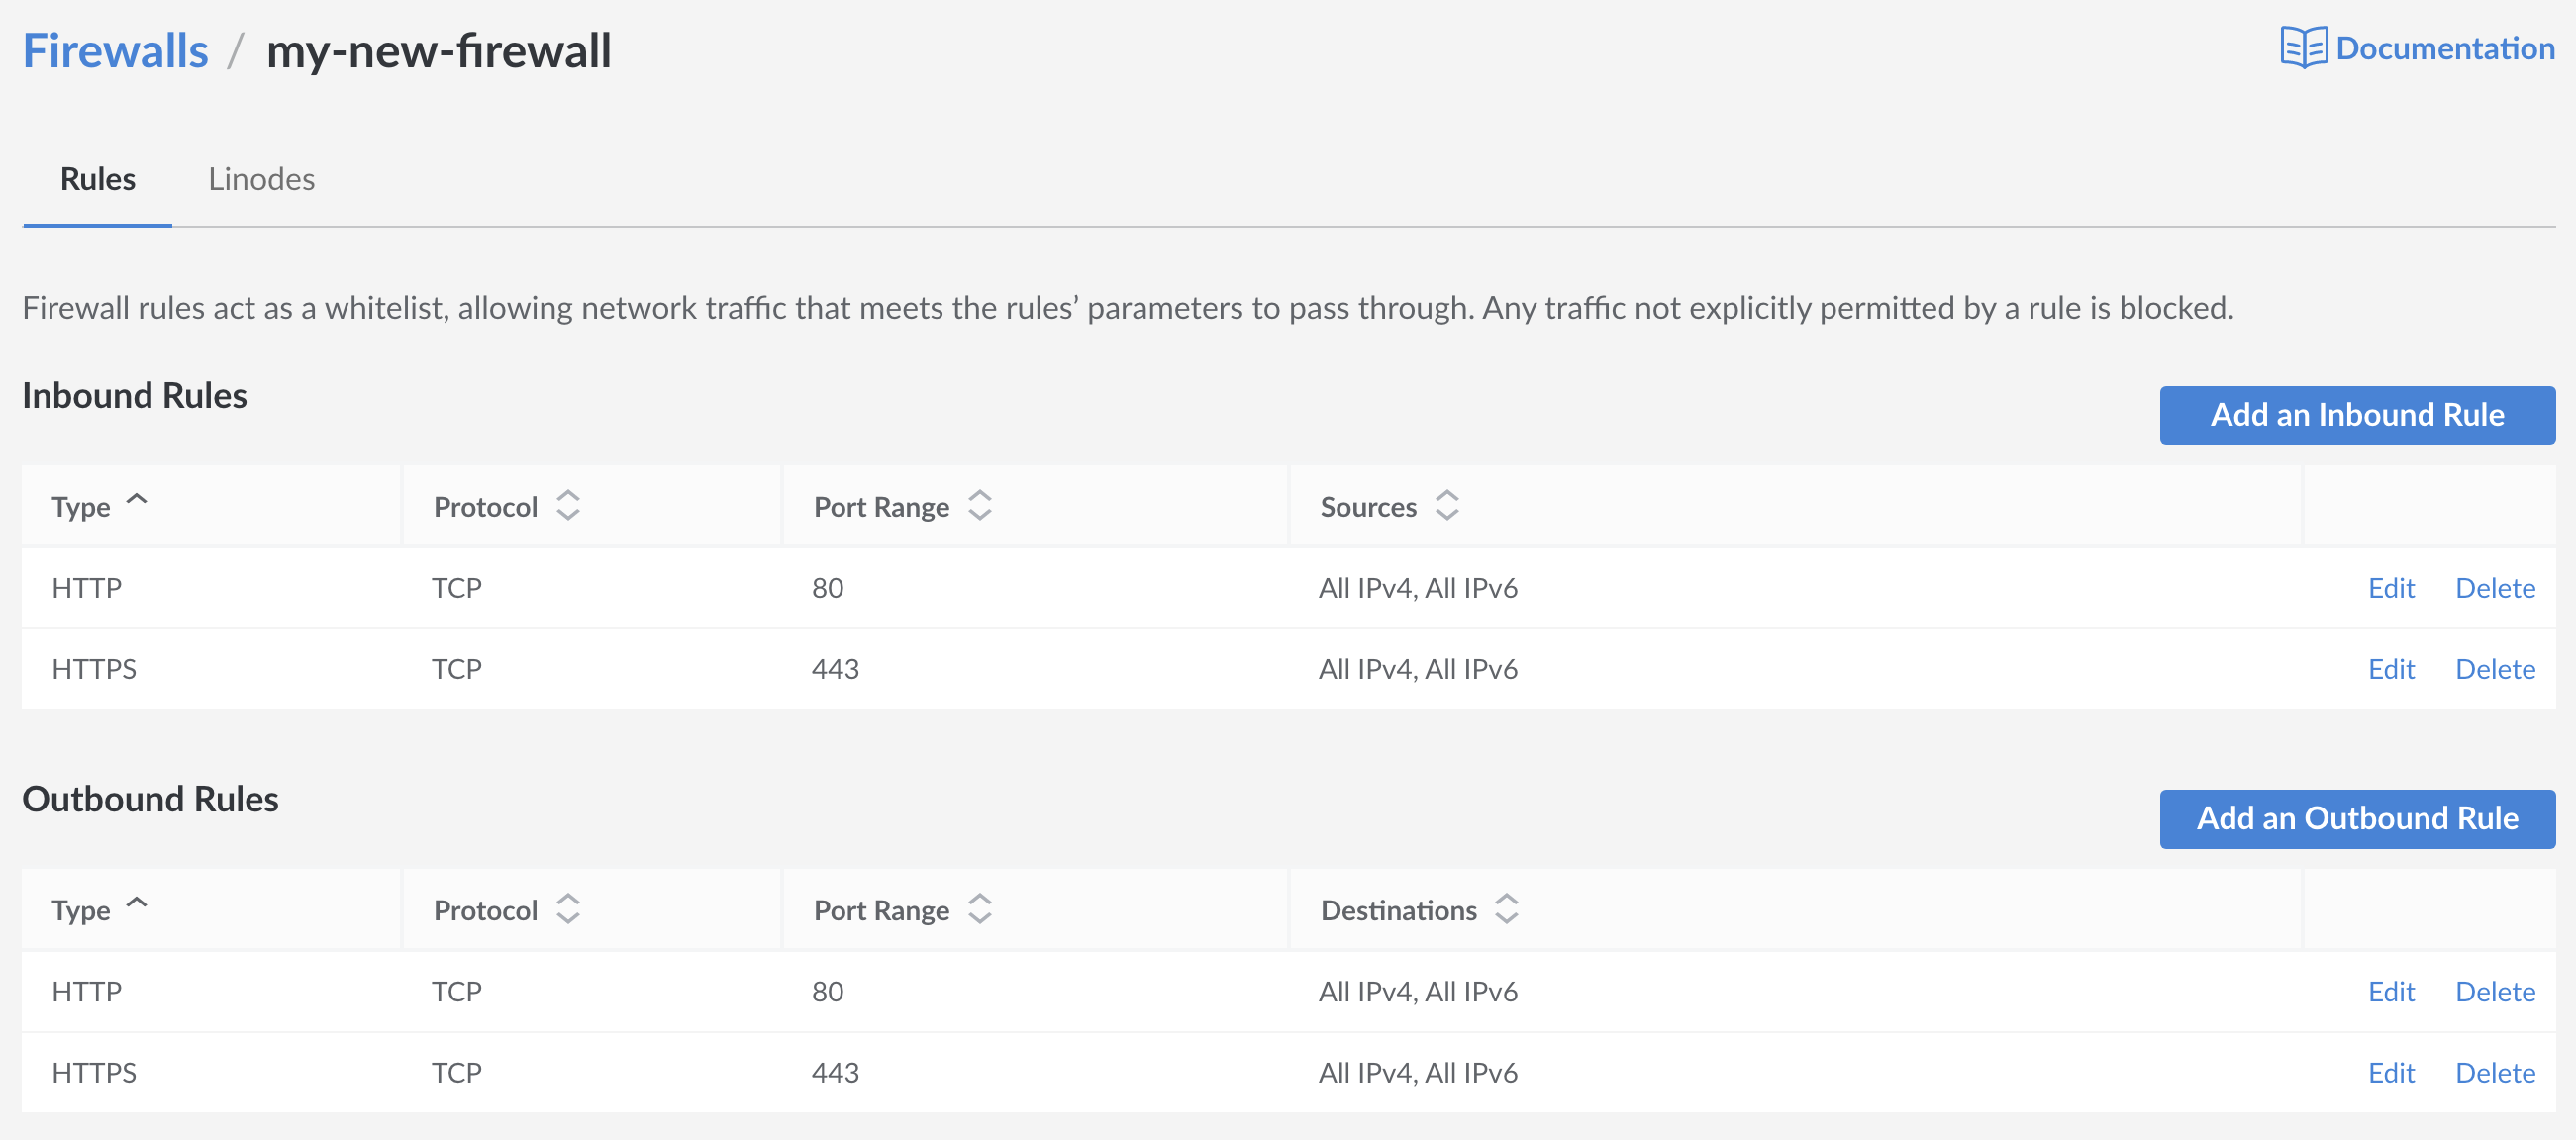 Firewalls / my-new-firewall
Documentation
Rules Linodes
Firewall rules act as a whitelist, allowing network traffic that meets the rules’ parameters to pass through. Any traffic not explicitly permitted by a rule is blocked.
Inbound Rules
Add an Inbound Rule
Type Protocol Port Range Sources
HTTP TCP 80 All IPv4, All IPv6 Edit Delete
HTTPS TCP 443 All IPv4, All IPv6 Edit Delete
Outbound Rules
Add an Outbound Rule
Type Protocol Port Range Destinations
HTTP TCP 80 All IPv4, All IPv6 Edit Delete
HTTPS TCP 443 All IPv4, All IPv6 Edit Delete